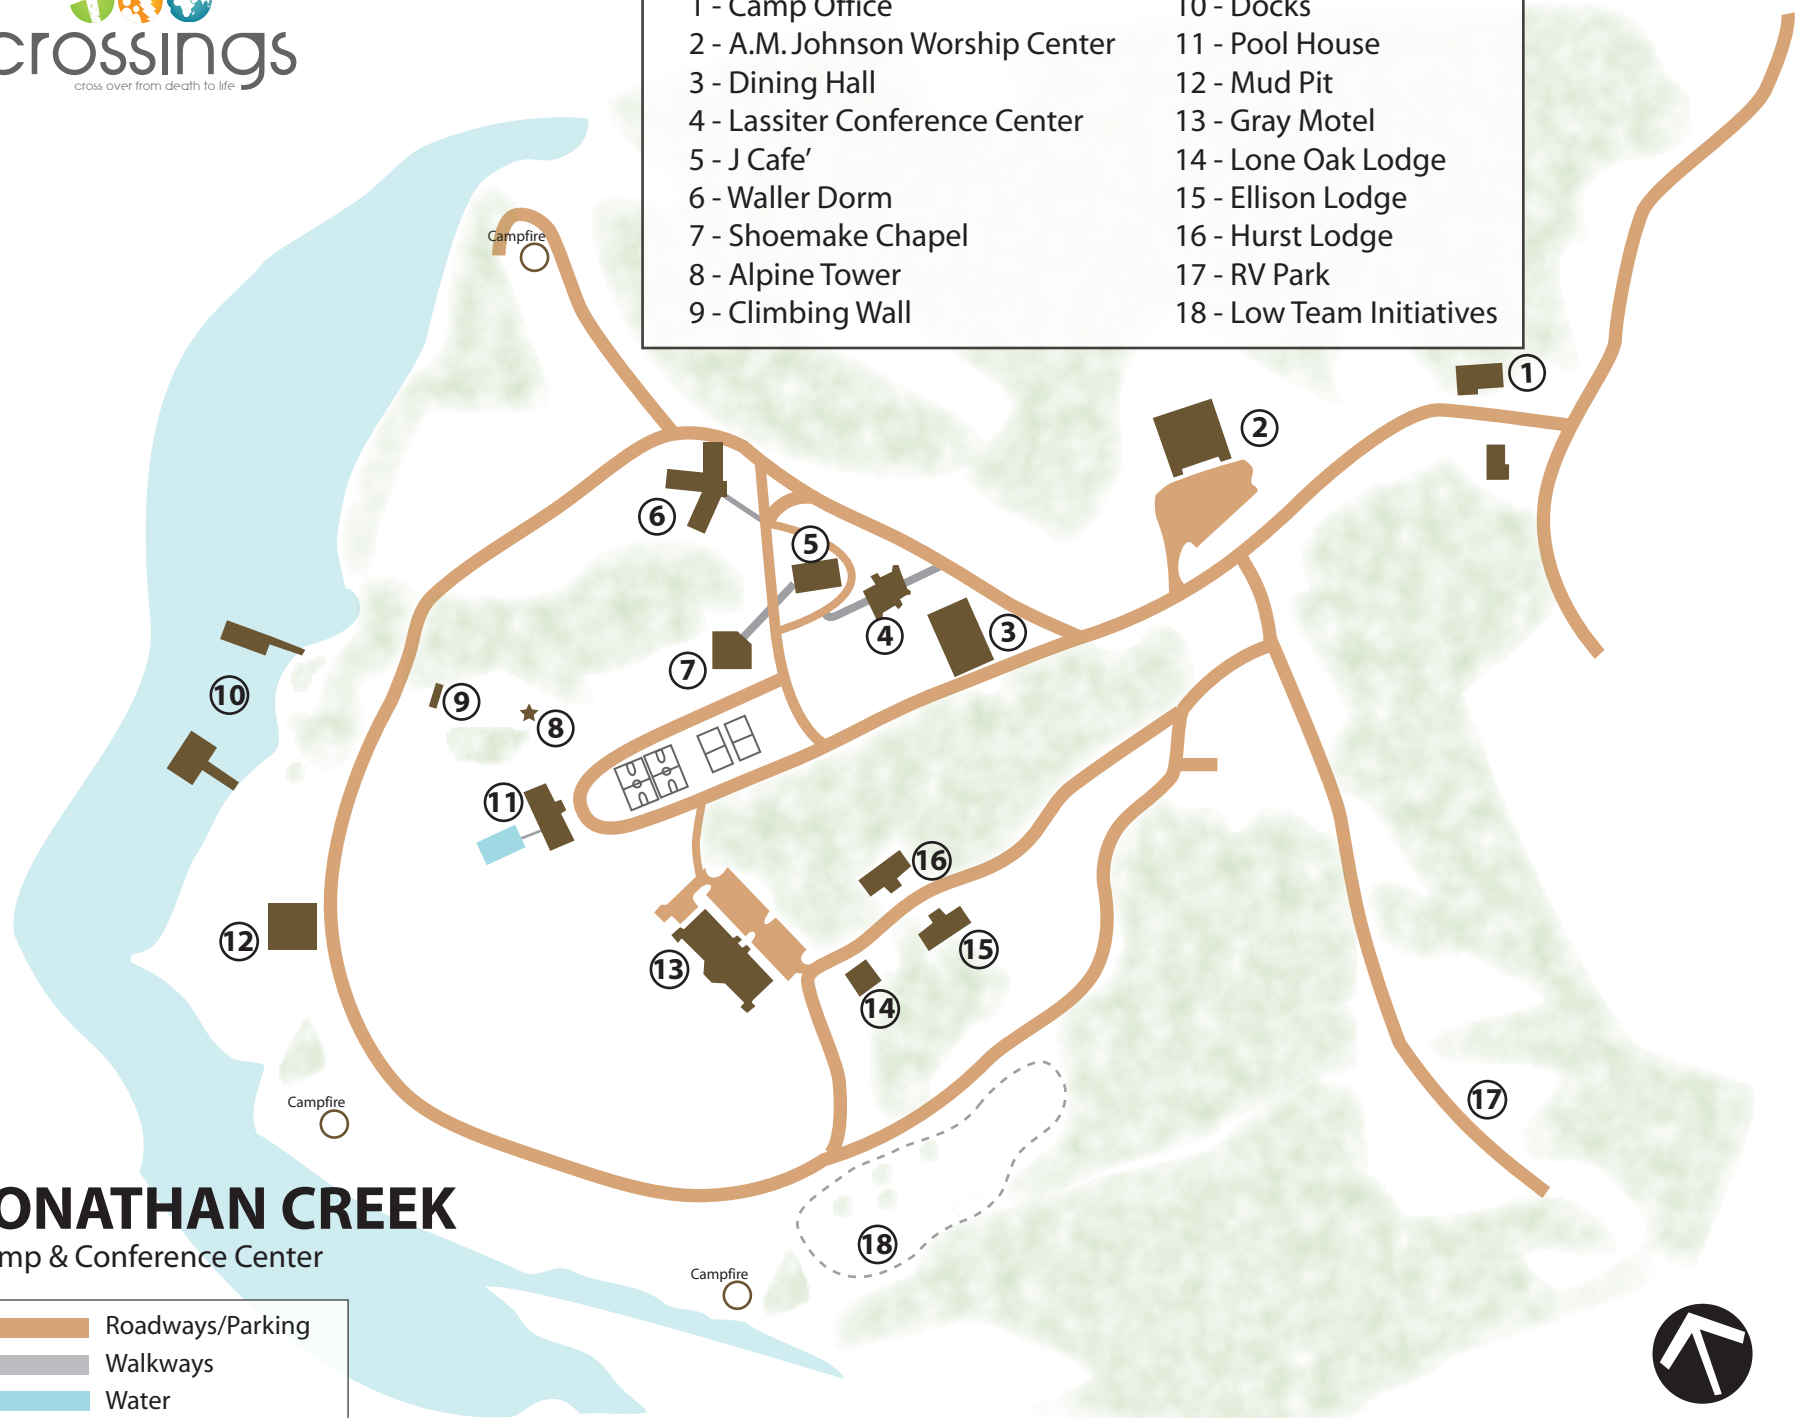 crossings
cross over from death to life
1 - Camp Office
2 - A.M. Johnson Worship Center
3 - Dining Hall
4 - Lassiter Conference Center
5 - J Cafe’
6 - Waller Dorm
7 - Shoemake Chapel
8 - Alpine Tower
9 - Climbing Wall
10 - Docks
11 - Pool House
12 - Mud Pit
13 - Gray Motel
14 - Lone Oak Lodge
15 - Ellison Lodge
16 - Hurst Lodge
17 - RV Park
18 - Low Team Initiatives
Campfire
1
2
6
5
4
3
7
9
8
10
11
16
12
13
15
14
17
Campfire
18
Campfire
ONATHAN CREEK
mp & Conference Center
Roadways/Parking
Walkways
Water